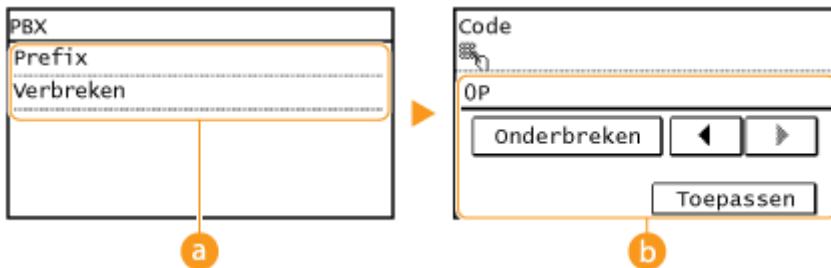 PBX
Prefix
Verbreken
a
Code
0P
Onderbreken
Toepassen
b